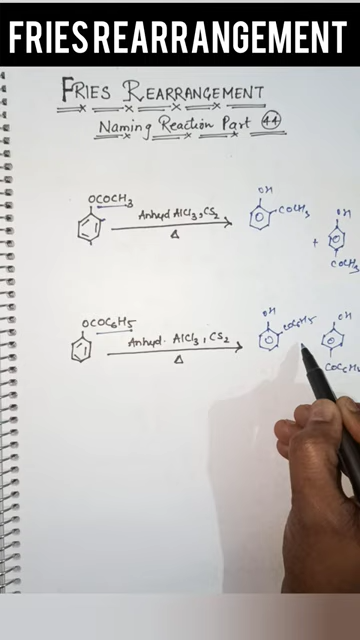 FRIES REARRANGEMENT
FRIES REARRANGEMENT
Naming Reaction Part 44
OCOCH3
Anhyd AlCl3, CS2
Δ
OH
COCH3
+
OH
COCH3
OCOC6H5
Anhyd. AlCl3, CS2
Δ
OH
COC6H5
OH